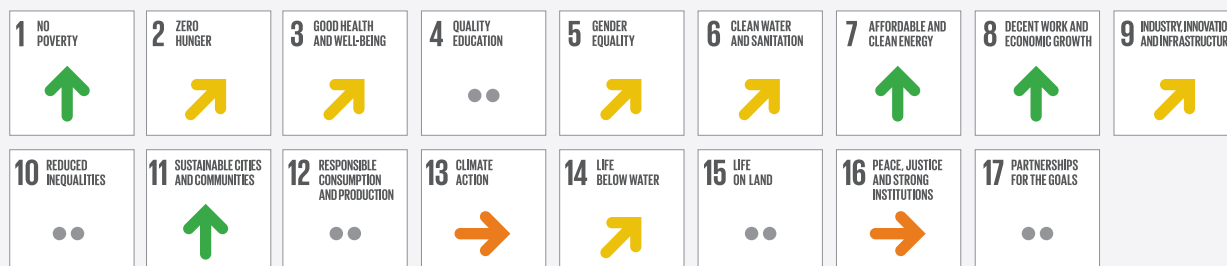 1 NO
POVERTY
2 ZERO
HUNGER
3 GOOD HEALTH
AND WELL-BEING
4 QUALITY
EDUCATION
5 GENDER
EQUALITY
6 CLEAN WATER
AND SANITATION
7 AFFORDABLE AND
CLEAN ENERGY
8 DECENT WORK AND
ECONOMIC GROWTH
9 INDUSTRY, INNOVATIO
AND INFRASTRUCTUR
10 REDUCED
INEQUALITIES
11 SUSTAINABLE CITIES
AND COMMUNITIES
12 RESPONSIBLE
CONSUMPTION
AND PRODUCTION
13 CLIMATE
ACTION
14 LIFE
BELOW WATER
15 LIFE
ON LAND
16 PEACE, JUSTICE
AND STRONG
INSTITUTIONS
17 PARTNERSHIPS
FOR THE GOALS